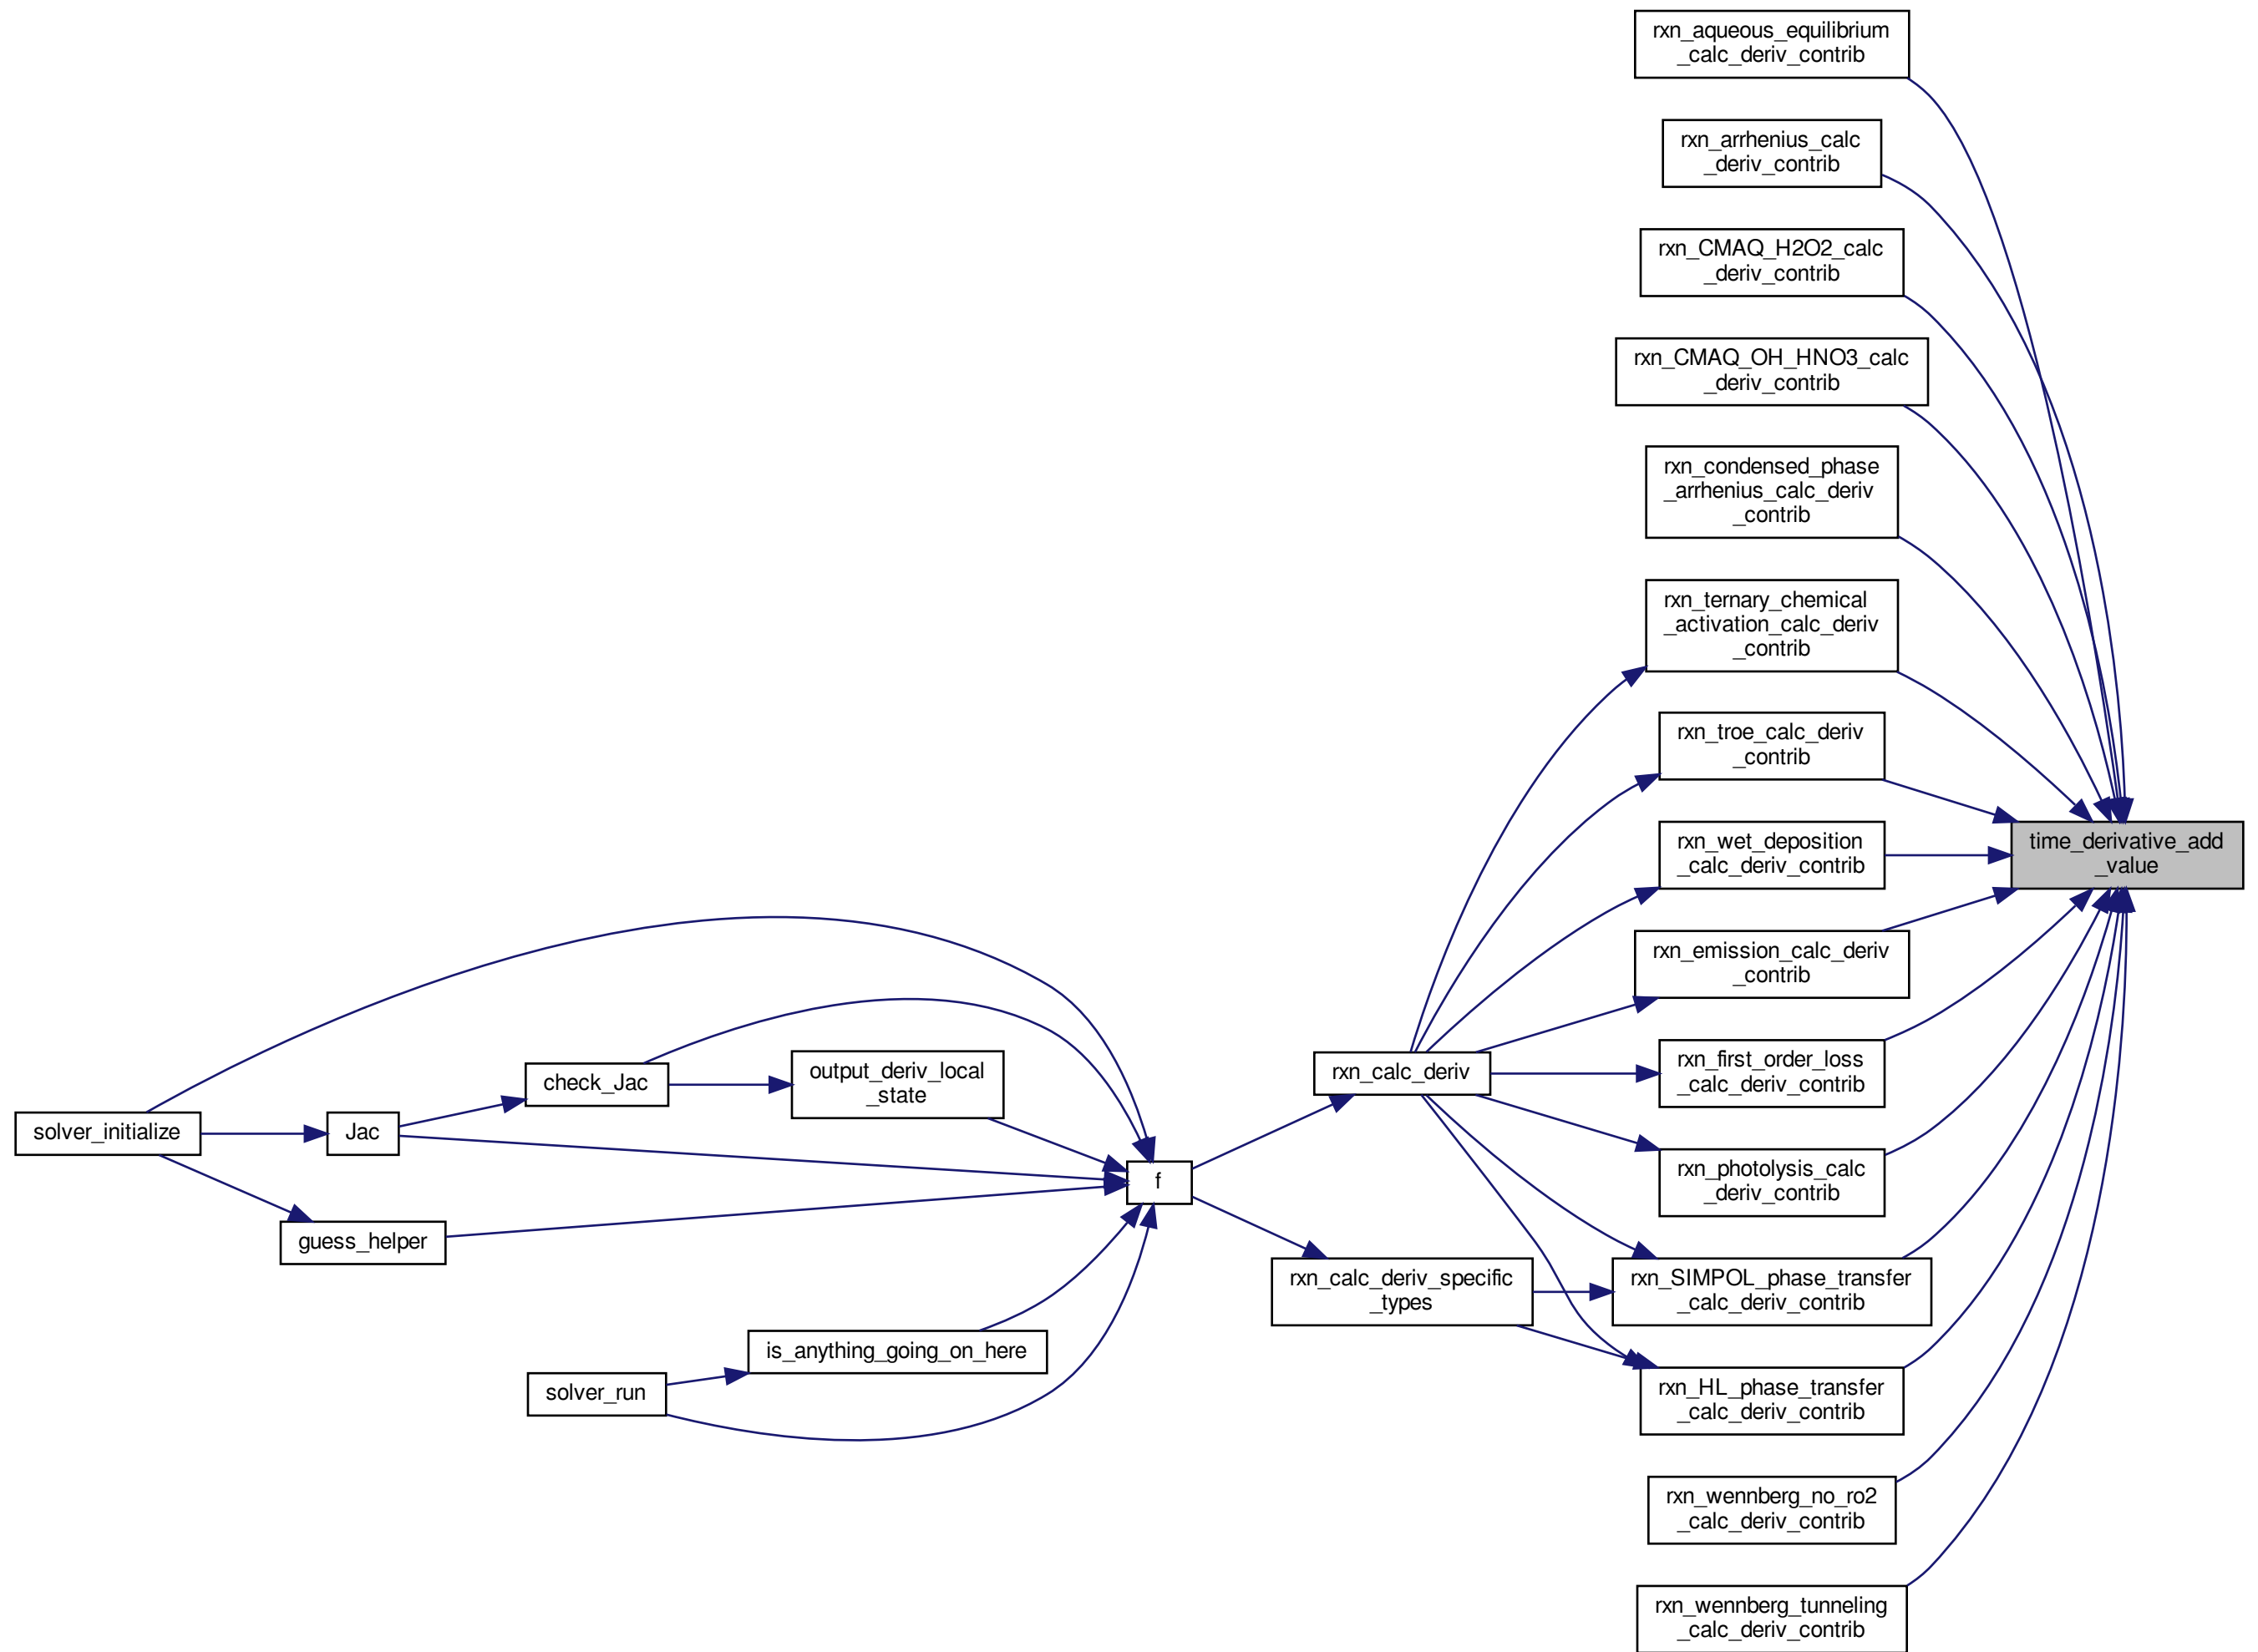 rxn_aqueous_equilibrium
_calc_deriv_contrib
rxn_arrhenius_calc
_deriv_contrib
rxn_CMAQ_H2O2_calc
_deriv_contrib
rxn_CMAQ_OH_HNO3_calc
_deriv_contrib
rxn_condensed_phase
_arrhenius_calc_deriv
_contrib
rxn_ternary_chemical
_activation_calc_deriv
_contrib
rxn_troe_calc_deriv
_contrib
rxn_wet_deposition
_calc_deriv_contrib
time_derivative_add
_value
rxn_emission_calc_deriv
_contrib
rxn_first_order_loss
_calc_deriv_contrib
rxn_calc_deriv
output_deriv_local
_state
check_Jac
Jac
solver_initialize
rxn_photolysis_calc
_deriv_contrib
f
guess_helper
rxn_calc_deriv_specific
_types
rxn_SIMPOL_phase_transfer
_calc_deriv_contrib
is_anything_going_on_here
solver_run
rxn_HL_phase_transfer
_calc_deriv_contrib
rxn_wennberg_no_ro2
_calc_deriv_contrib
rxn_wennberg_tunneling
_calc_deriv_contrib